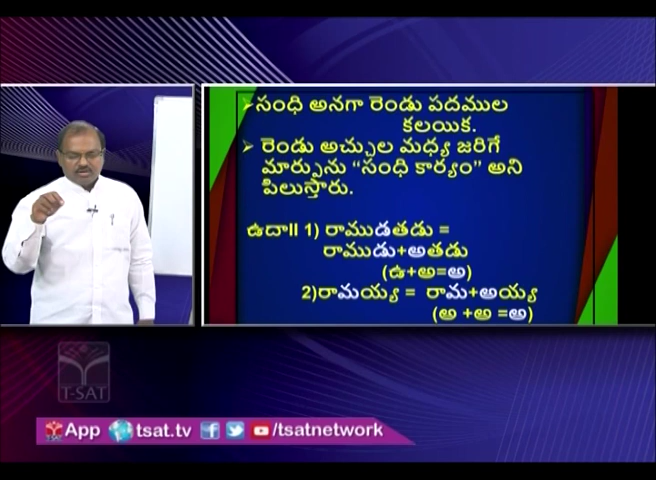 సంధి అనగా రెండు పదముల
కలయిక.
రెండు అచ్చుల మధ్య జరిగే
మార్పును “సంధి కార్యం” అని
పిలుస్తారు.
ఉదా॥ 1) రాముడతడు =
రాముడు+అతడు
(ఉ+అ=అ)
2)రామయ్య = రామ+అయ్య
(అ +అ =అ)
T-SAT
T-SAT App tsat.tv /tsatnetwork